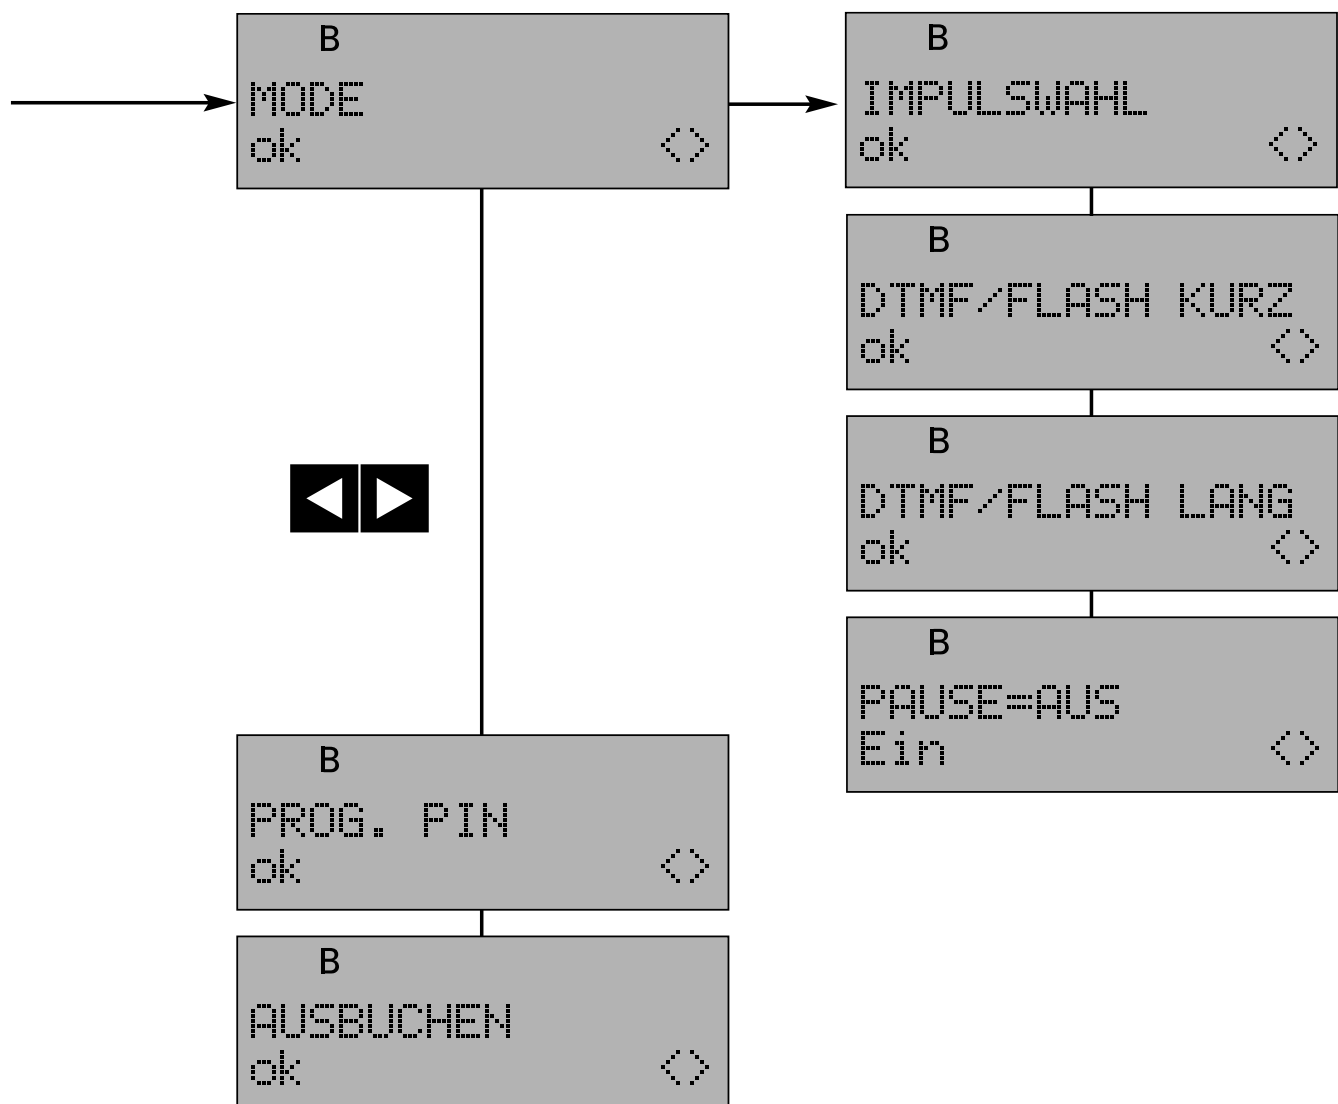 B
MODE
ok <>
B
IMPULSWAHL
ok <>
B
DTMF/FLASH KURZ
ok <>
B
DTMF/FLASH LANG
ok <>
B
PAUSE=AUS
Ein <>
B
PROG. PIN
ok <>
B
AUSBUCHEN
ok <>